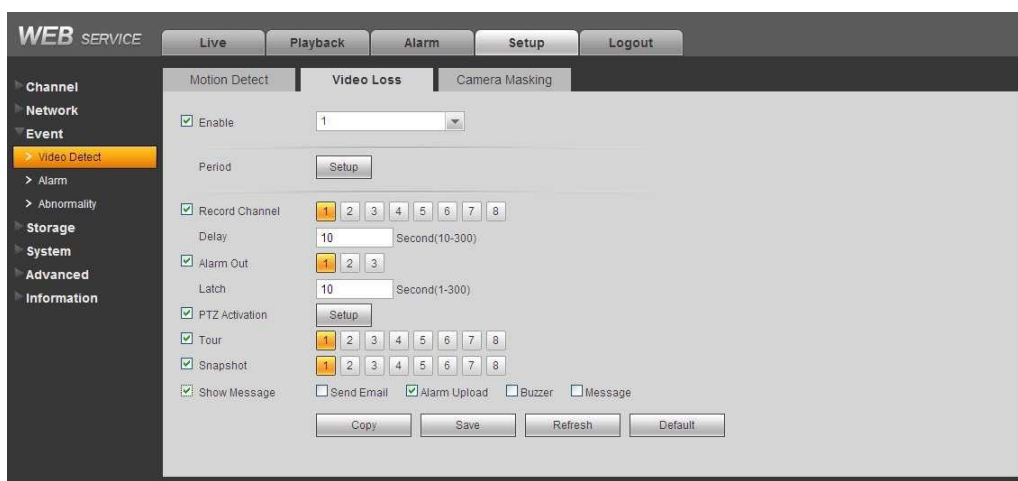 WEB SERVICE
Live Playback Alarm Setup Logout
Channel
Network
Event
> Video Detect
> Alarm
> Abnormality
Storage
System
Advanced
Information
Motion Detect Video Loss Camera Masking
Enable 1
Period Setup
Record Channel 1 2 3 4 5 6 7 8
Delay 10 Second(10-300)
Alarm Out 1 2 3
Latch 10 Second(1-300)
PTZ Activation Setup
Tour 1 2 3 4 5 6 7 8
Snapshot 1 2 3 4 5 6 7 8
Show Message Send Email Alarm Upload Buzzer Message
Copy Save Refresh Default